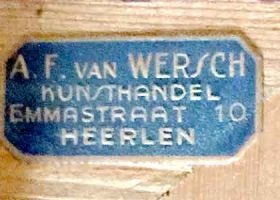 A. F. VAN WERSCH
KUNSTHANDEL
EMMASTRAAT 10
HEERLEN